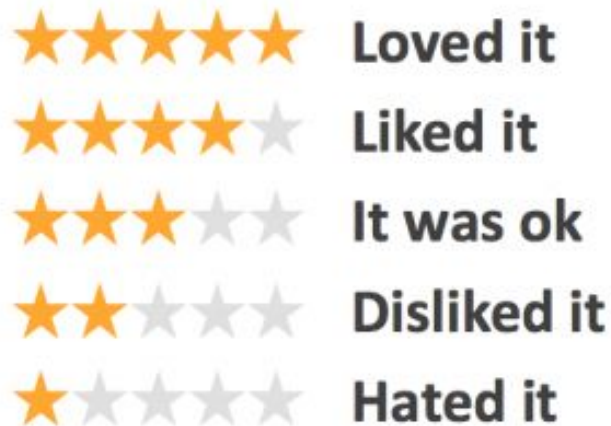 Loved it
Liked it
It was ok
Disliked it
Hated it